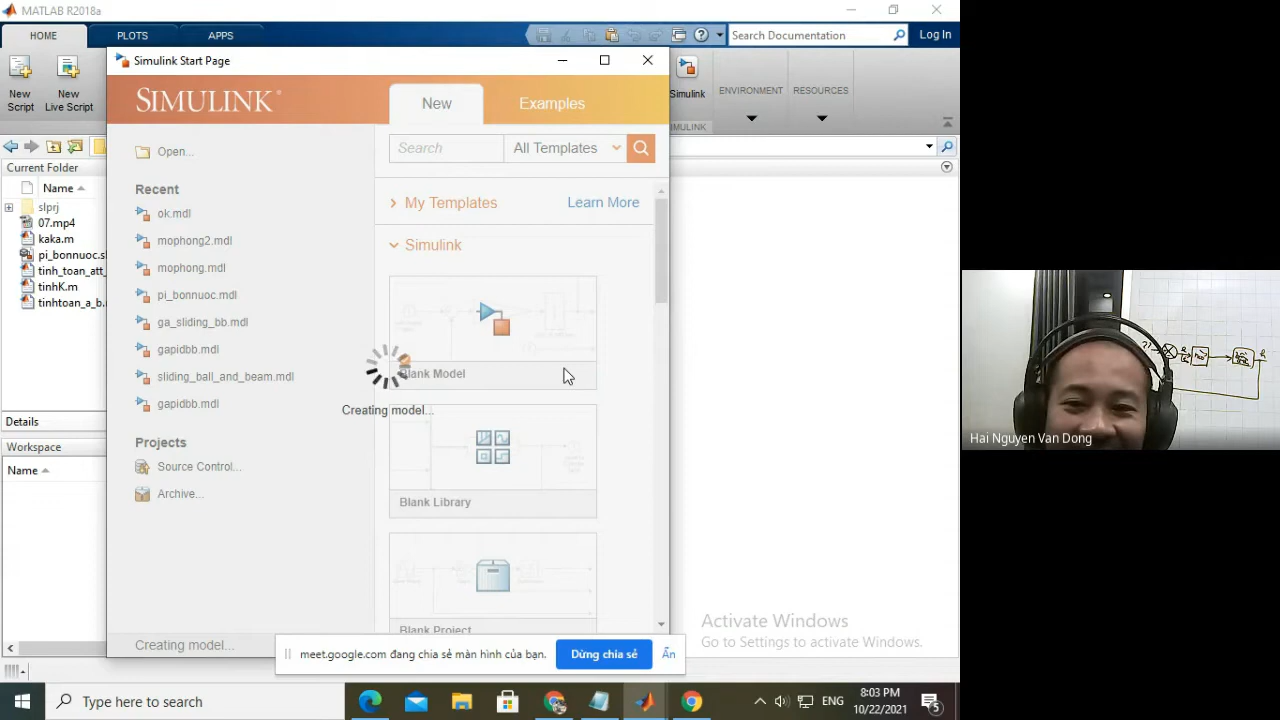 MATLAB R2018a
HOME
PLOTS
APPS
Search Documentation
Log In
New Script
New Live Script
Simulink
ENVIRONMENT
RESOURCES
Simulink Start Page
SIMULINK
New
Examples
Search
All Templates
Open...
Recent
ok.mdl
mophong2.mdl
mophong.mdl
pi_bonnuoc.mdl
ga_sliding_bb.mdl
gapidbb.mdl
sliding_ball_and_beam.mdl
gapidbb.mdl
Projects
Source Control...
Archive...
My Templates
Learn More
Simulink
Blank Model
Creating model...
Blank Library
Blank Project
Creating model...
Current Folder
Name
slprj
07.mp4
kaka.m
pi_bonnuoc.s
tinh_toan_att_
tinhK.m
tinhtoan_a_b.
Details
Workspace
Name
Activate Windows
Go to Settings to activate Windows.
meet.google.com đang chia sẻ màn hình của bạn.
Dừng chia sẻ
Ẩn
Type here to search
ENG
8:03 PM
10/22/2021
5
Hai Nguyen Van Dong